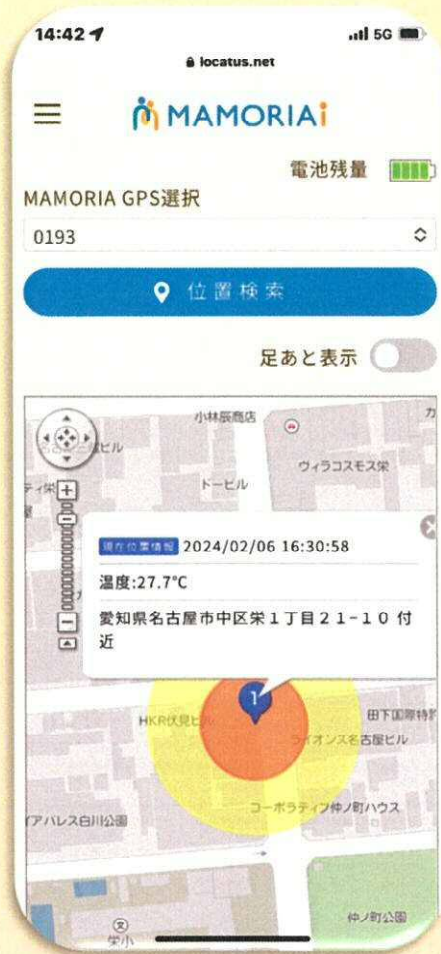 14:42
5G
locatus.net
MAMORIAi
電池残量
MAMORIA GPS選択
0193
位置検索
足あと表示
小林辰商店
ヴィラコスモス栄
トービル
現在位置情報 2024/02/06 16:30:58
温度:27.7℃
愛知県名古屋市中区栄1丁目21-10 付
近
1
HKR伏見ビル
田下国際特許
ライオンズ名古屋ビル
コーポラティブ仲ノ町ハウス
イアパレス白川公園
仲ノ町公園
文
栄小